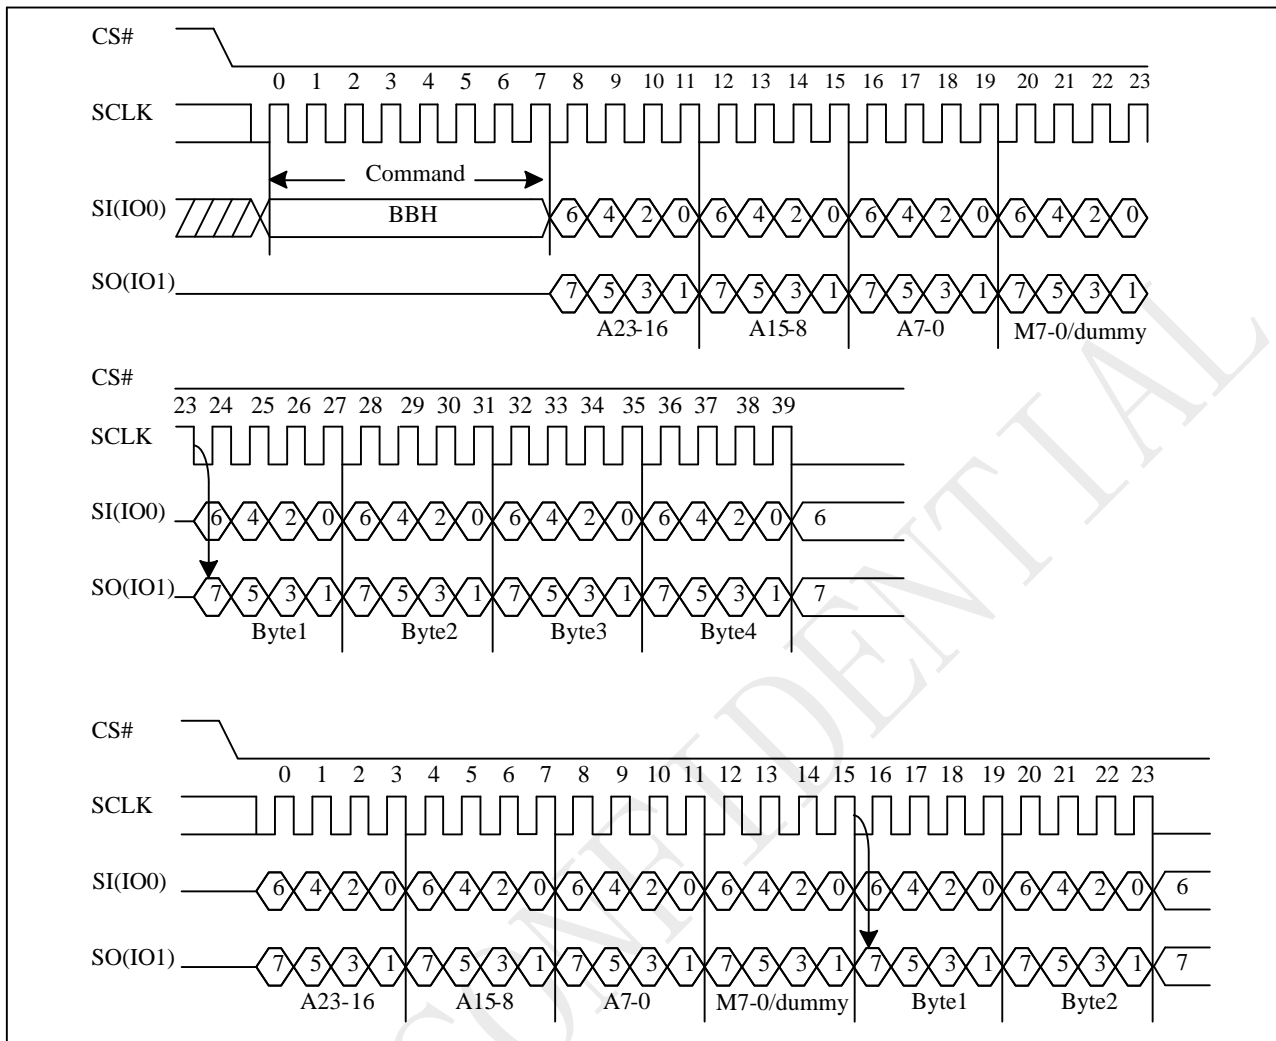 CS#
0 1 2 3 4 5 6 7 8 9 10 11 12 13 14 15 16 17 18 19 20 21 22 23
SCLK
Command
SI(IO0) BBH 6 4 2 0 6 4 2 0 6 4 2 0 6 4 2 0
SO(IO1) 7 5 3 1 7 5 3 1 7 5 3 1 7 5 3 1
A23-16 A15-8 A7-0 M7-0/dummy
CS#
23 24 25 26 27 28 29 30 31 32 33 34 35 36 37 38 39
SCLK
SI(IO0) 6 4 2 0 6 4 2 0 6 4 2 0 6 4 2 0 6
SO(IO1) 7 5 3 1 7 5 3 1 7 5 3 1 7 5 3 1 7
Byte1 Byte2 Byte3 Byte4
CS#
0 1 2 3 4 5 6 7 8 9 10 11 12 13 14 15 16 17 18 19 20 21 22 23
SCLK
SI(IO0) 6 4 2 0 6 4 2 0 6 4 2 0 6 4 2 0 6 4 2 0 6 4 2 0 6
SO(IO1) 7 5 3 1 7 5 3 1 7 5 3 1 7 5 3 1 7 5 3 1 7 5 3 1 7
A23-16 A15-8 A7-0 M7-0/dummy Byte1 Byte2
CONFIDENTIAL